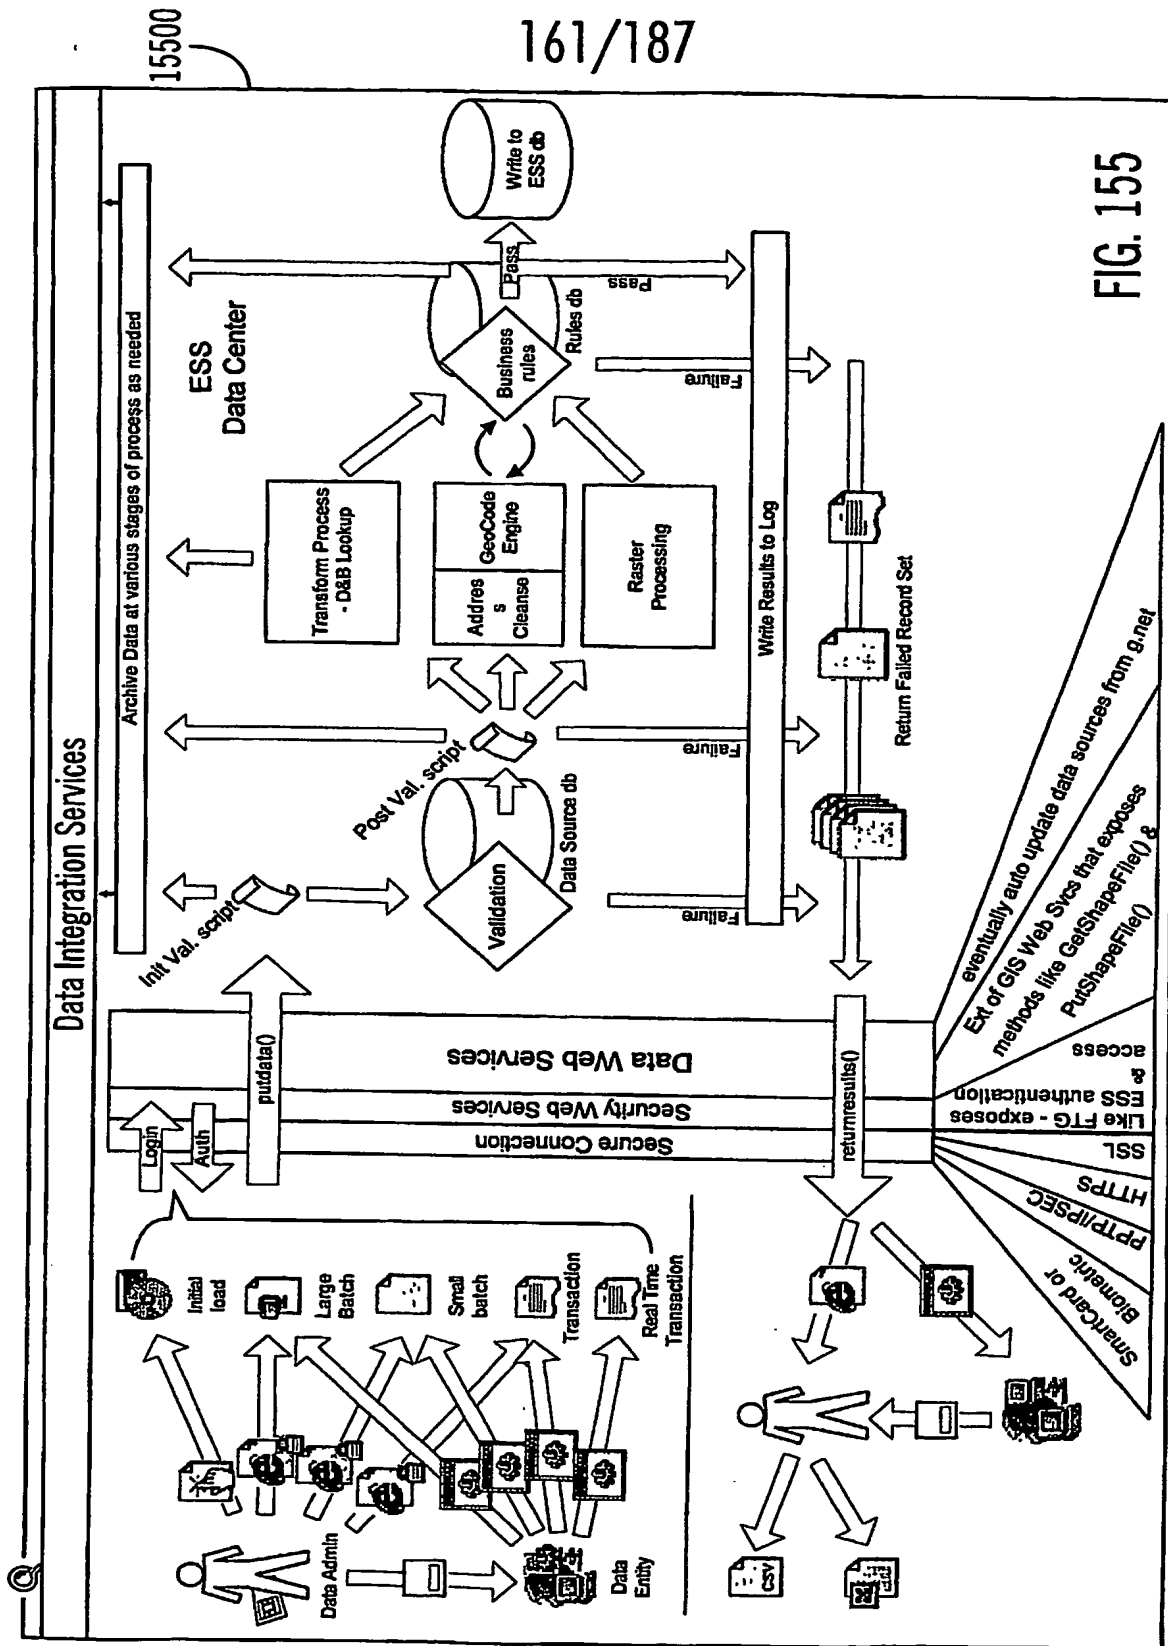 161/187
15500
Data Integration Services
Archive Data at various stages of process as needed
ESS
Data Center
Init Val. script
Post Val. script
Validation
Data Source db
Transform Process
- D&B Lookup
Addres
s
Cleanse
GeoCode
Engine
Raster
Processing
Business
rules
Rules db
Pass
Write to
ESS db
Pass
Failure
Failure
Failure
Write Results to Log
Return Failed Record Set
Login
Auth
putdata()
returnresults()
Secure Connection
Security Web Services
Data Web Services
Initial
load
Large
Batch
Small
batch
Transaction
Real Time
Transaction
Data Admin
Data
Entity
CSV
SmartCard or
Biometric
PPTP/IPSEC
HTTPS
SSL
Like FTG - exposes
ESS authentication
&
access
Ext of GIS Web Svcs that exposes
methods like GetShapeFile() &
PutShapeFile()
eventually auto update data sources from g.net
FIG. 155